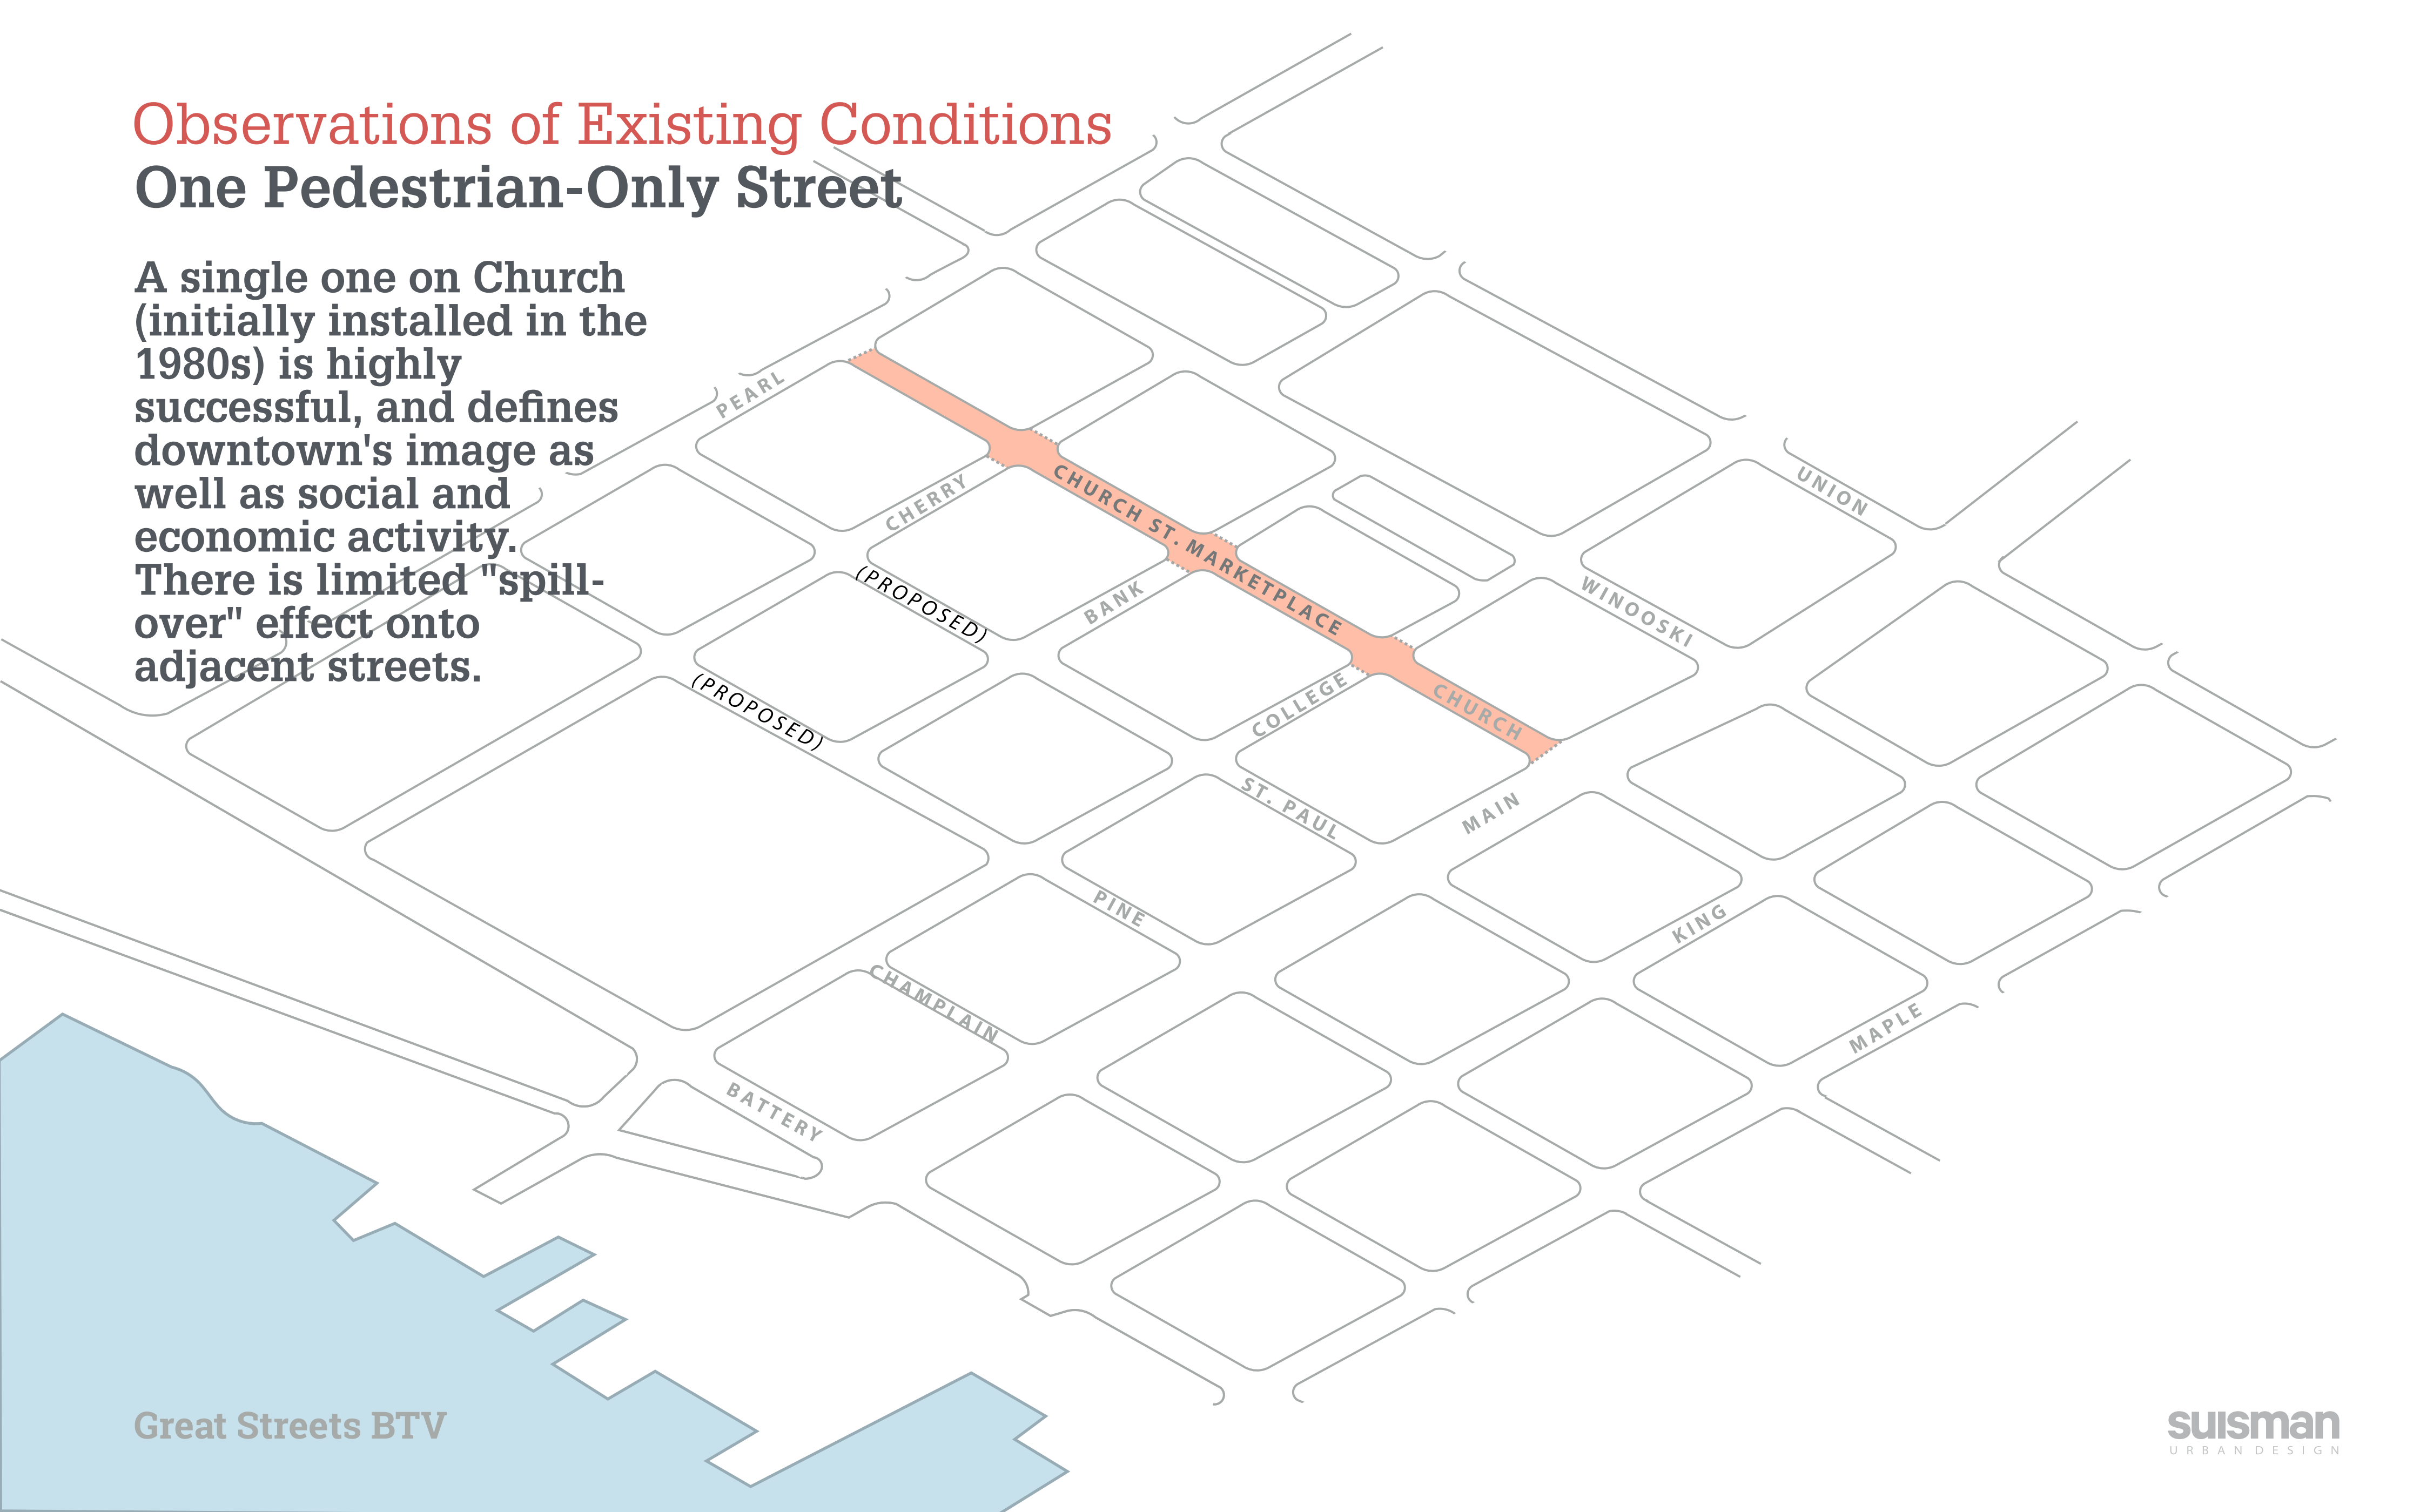 Observations of Existing Conditions
One Pedestrian-Only Street
A single one on Church
(initially installed in the
1980s) is highly
successful, and defines
downtown's image as
well as social and
economic activity.
There is limited "spill-
over" effect onto
adjacent streets.
PEARL
CHERRY
CHURCH ST. MARKETPLACE
UNION
(PROPOSED)
BANK
WINOOSKI
(PROPOSED)
COLLEGE
CHURCH
ST. PAUL
MAIN
PINE
KING
CHAMPLAIN
MAPLE
BATTERY
Great Streets BTV
suisman
URBAN DESIGN